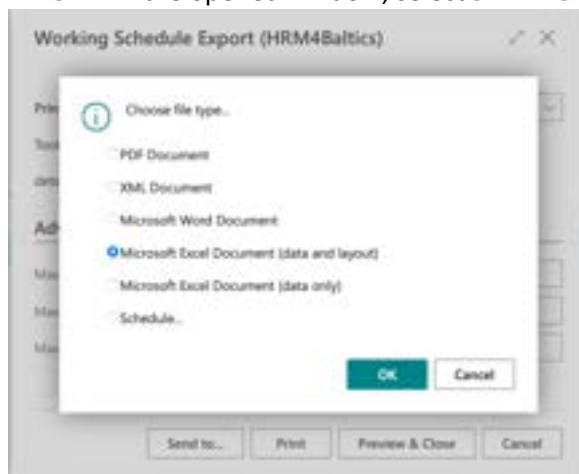 Working Schedule Export (HRM4Baltics)
Choose file type...
PDF Document
XML Document
Microsoft Word Document
Microsoft Excel Document (data and layout)
Microsoft Excel Document (data only)
Schedule...
OK Cancel
Send to... Print Preview & Close Cancel